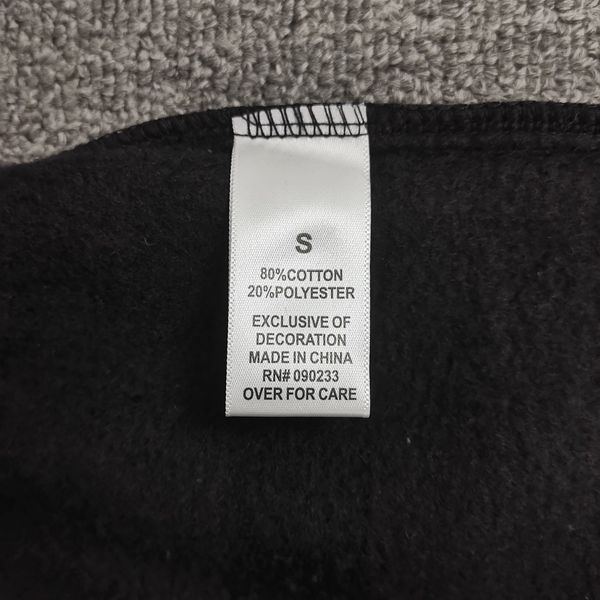 S
80%COTTON
20%POLYESTER
EXCLUSIVE OF
DECORATION
MADE IN CHINA
RN# 090233
OVER FOR CARE